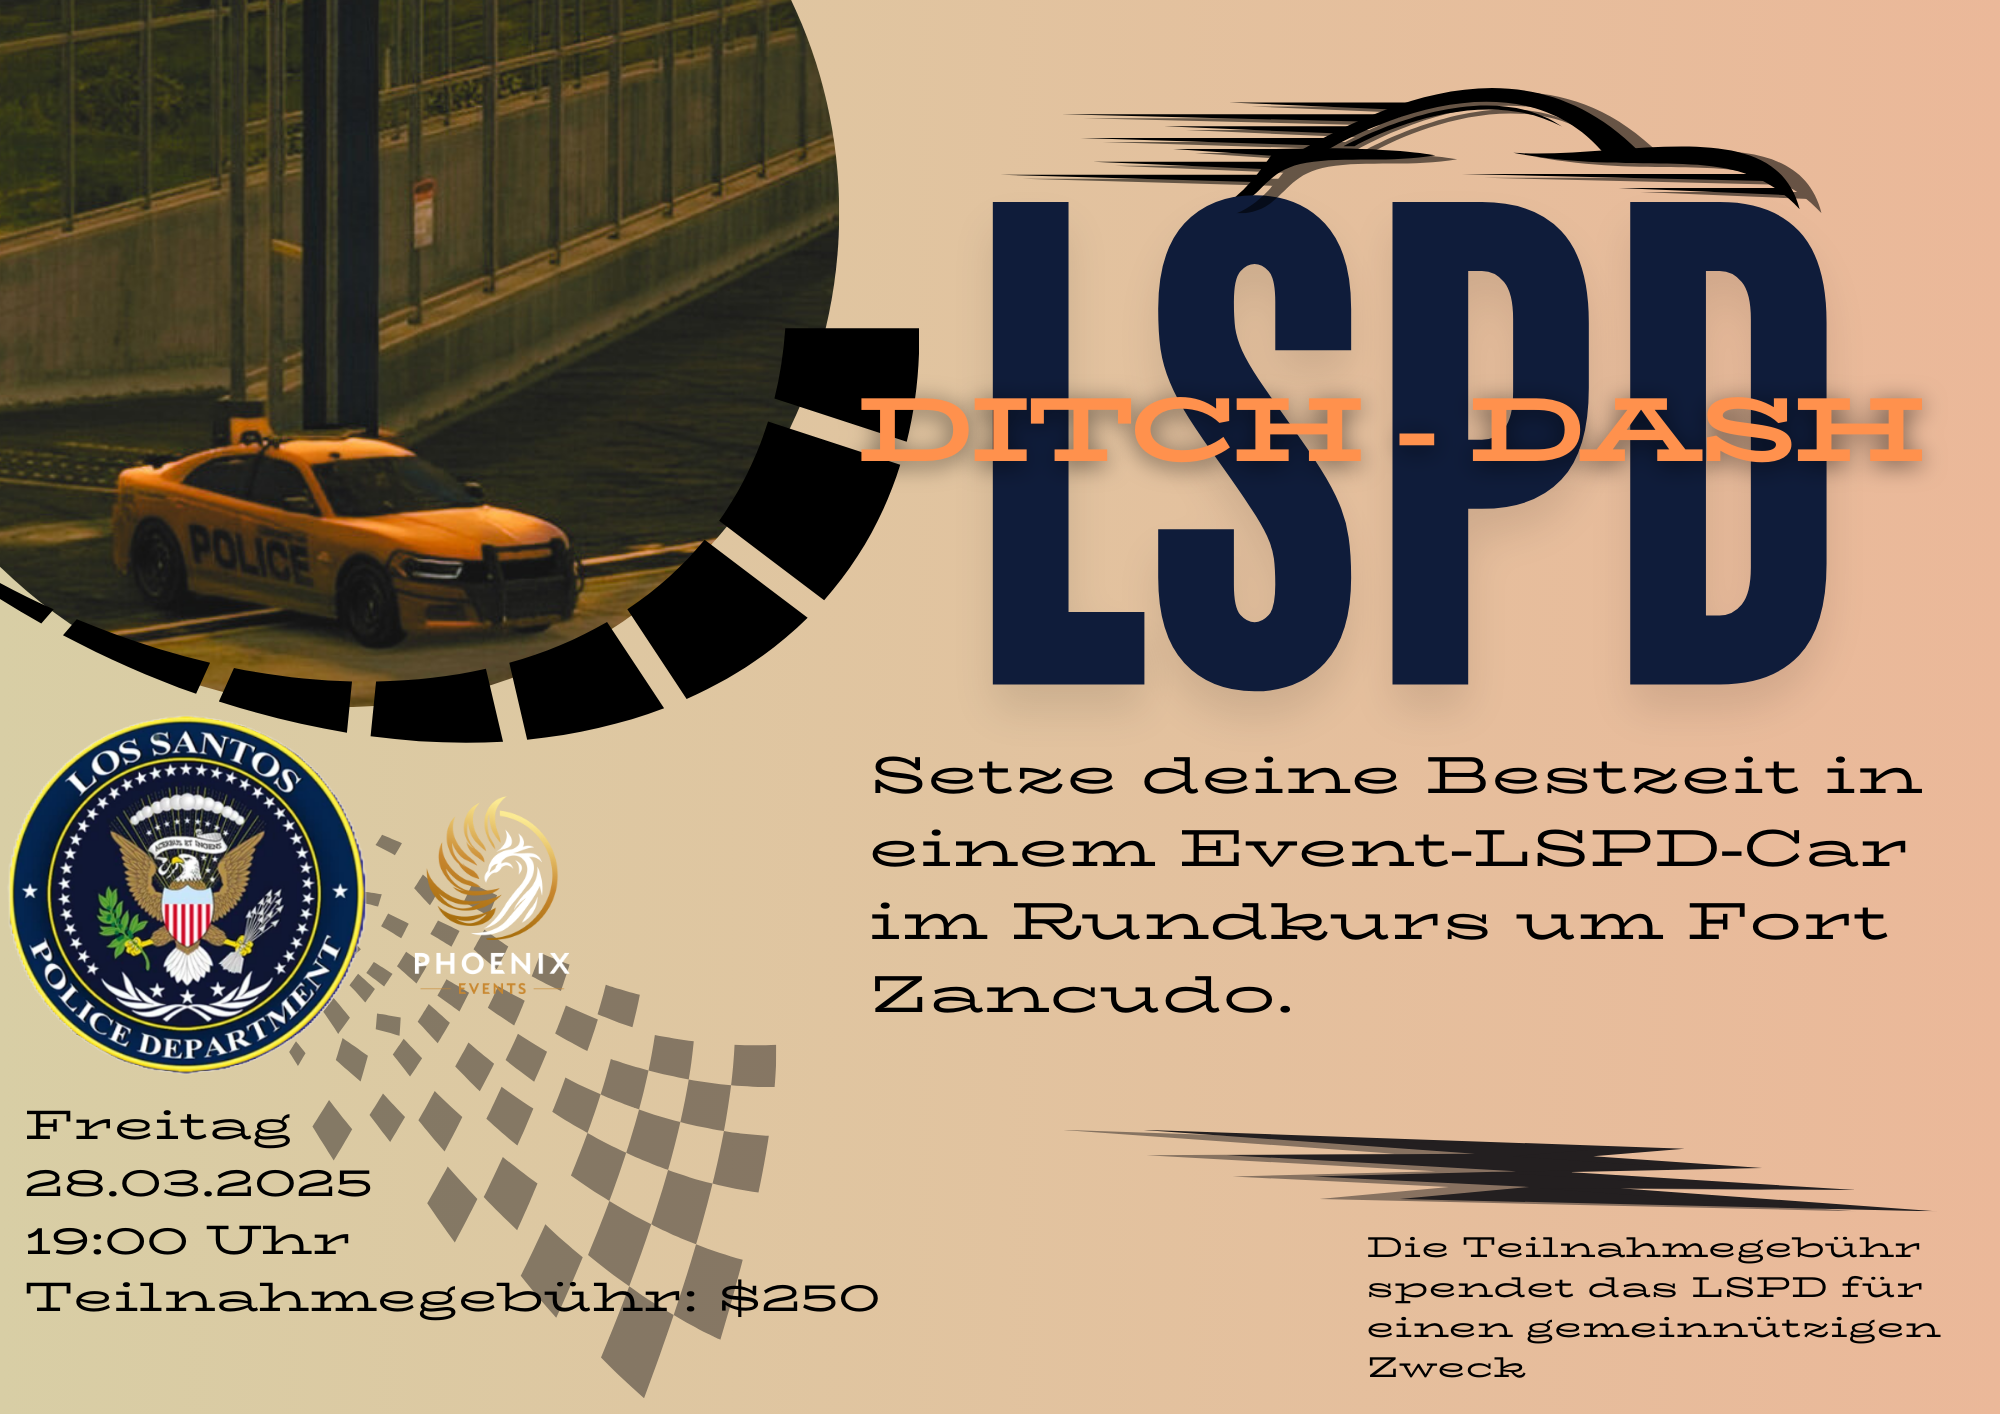 LSPD
DITCH - DASH
POLICE
Setze deine Bestzeit in
einem Event-LSPD-Car
im Rundkurs um Fort
Zancudo.
LOS SANTOS
POLICE DEPARTMENT
PHOENIX
EVENTS
Freitag
28.03.2025
19:00 Uhr
Teilnahmegebühr: $250
Die Teilnahmegebühr
spendet das LSPD für
einen gemeinnützigen
Zweck